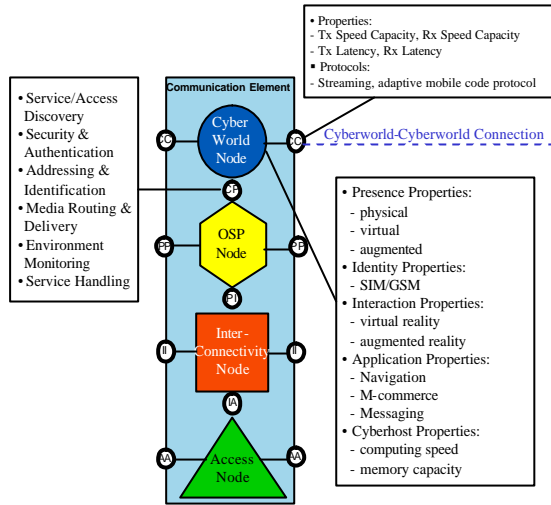 • Properties:
- Tx Speed Capacity, Rx Speed Capacity
- Tx Latency, Rx Latency
▪ Protocols:
- Streaming, adaptive mobile code protocol
• Service/Access
Discovery
• Security &
Authentication
• Addressing &
Identification
• Media Routing &
Delivery
• Environment
Monitoring
• Service Handling
Communication Element
Cyber
World
Node
CC
CC
Cyberworld-Cyberworld Connection
CP
OSP
Node
PP
PP
PI
Inter-
Connectivity
Node
II
II
IA
Access
Node
AA
AA
• Presence Properties:
- physical
- virtual
- augmented
• Identity Properties:
- SIM/GSM
• Interaction Properties:
- virtual reality
- augmented reality
• Application Properties:
- Navigation
- M-commerce
- Messaging
• Cyberhost Properties:
- computing speed
- memory capacity